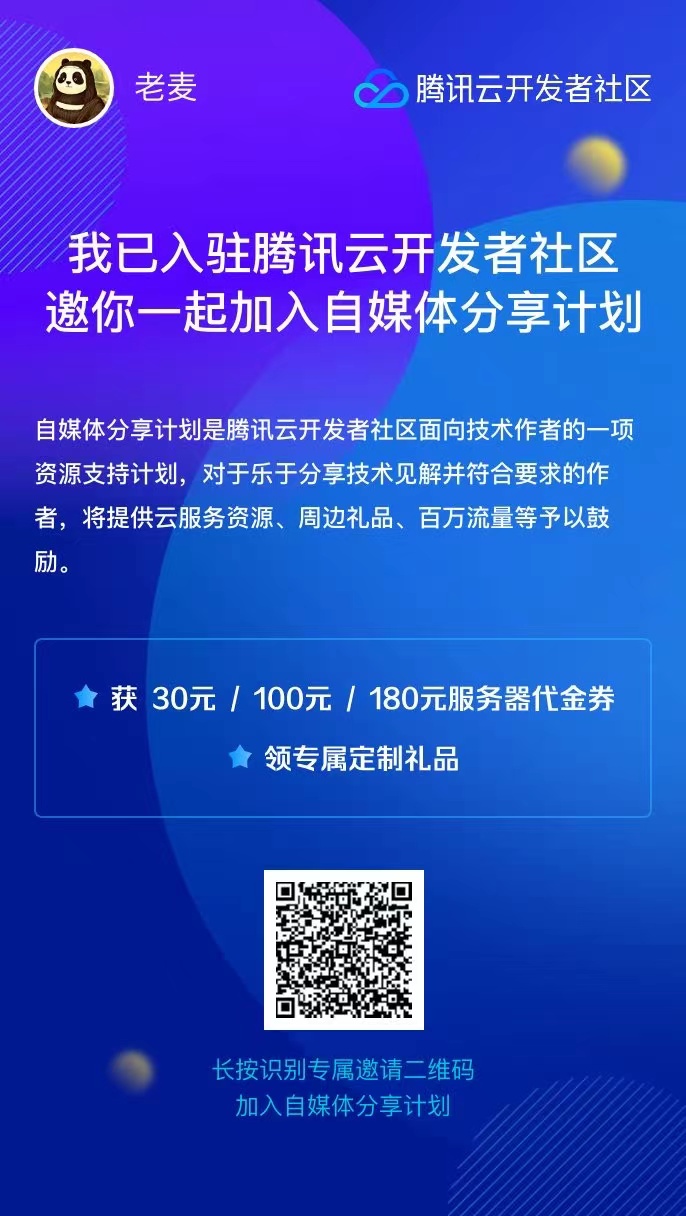 老麦
腾讯云开发者社区
我已入驻腾讯云开发者社区
邀你一起加入自媒体分享计划
自媒体分享计划是腾讯云开发者社区面向技术作者的一项
资源支持计划，对于乐于分享技术见解并符合要求的作
者，将提供云服务资源、周边礼品、百万流量等予以鼓
励。
获 30元 / 100元 / 180元服务器代金券
领专属定制礼品
长按识别专属邀请二维码
加入自媒体分享计划